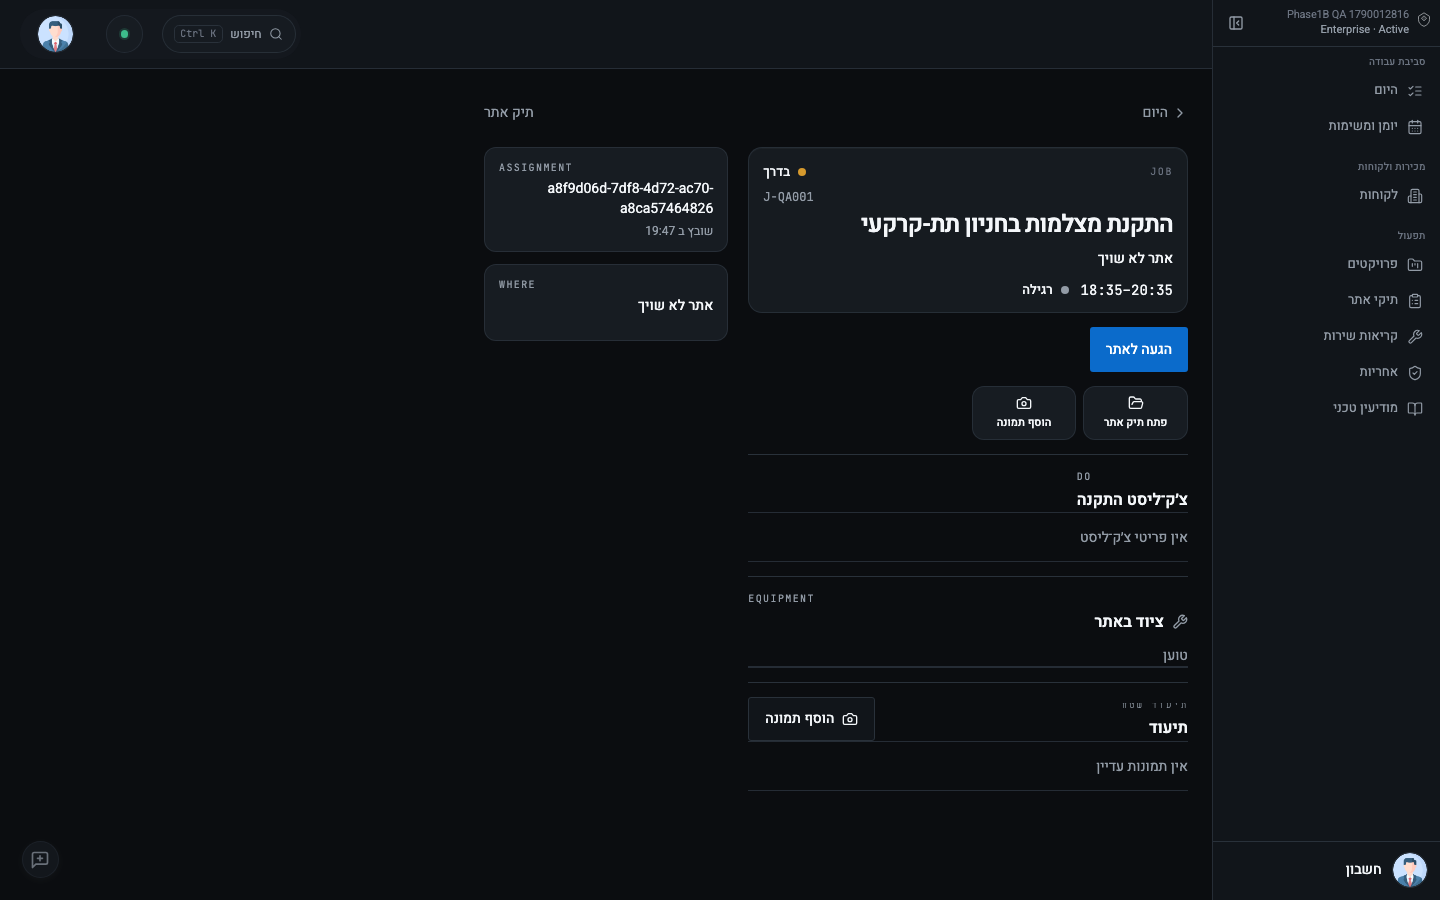 Phase1B QA 1790012816
Enterprise · Active
סביבת עבודה
היום
יומן ומשימות
מכירות ולקוחות
לקוחות
תפעול
פרויקטים
תיקי אתר
קריאות שירות
אחריות
מודיעין טכני
חשבון
חיפוש
Ctrl K
היום
תיק אתר
JOB
בדרך
J-QA001
התקנת מצלמות בחניון תת-קרקעי
אתר לא שויך
18:35–20:35
רגילה
הגעה לאתר
פתח תיק אתר
הוסף תמונה
DO
צ׳ק־ליסט התקנה
אין פריטי צ׳ק־ליסט
EQUIPMENT
ציוד באתר
טוען
תיעוד שטח
תיעוד
הוסף תמונה
אין תמונות עדיין
ASSIGNMENT
a8f9d06d-7df8-4d72-ac70-
a8ca57464826
שובץ ב 19:47
WHERE
אתר לא שויך